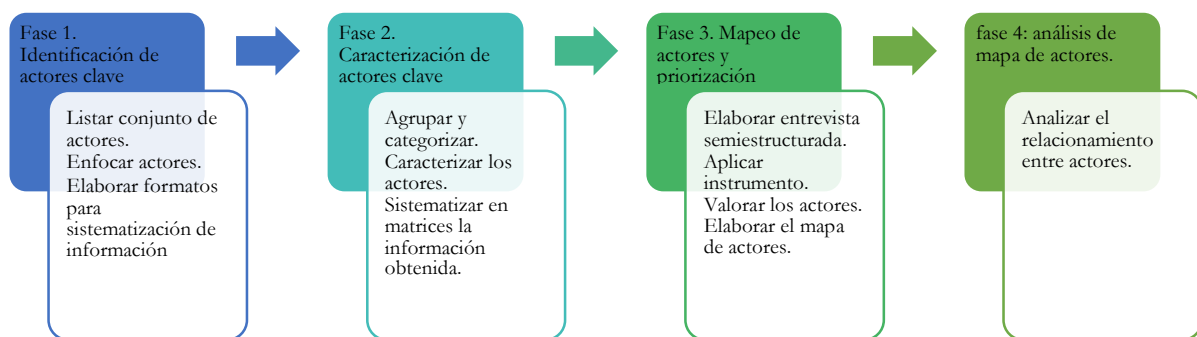 Fase 1.
Identificación de
actores clave
Listar conjunto de
actores.
Enfocar actores.
Elaborar formatos
para
sistematización de
información
Fase 2.
Caracterización de
actores clave
Agrupar y
categorizar.
Caracterizar los
actores.
Sistematizar en
matrices la
información
obtenida.
Fase 3. Mapeo de
actores y
priorización
Elaborar entrevista
semiestructurada.
Aplicar
instrumento.
Valorar los actores.
Elaborar el mapa
de actores.
fase 4: análisis de
mapa de actores.
Analizar el
relacionamiento
entre actores.